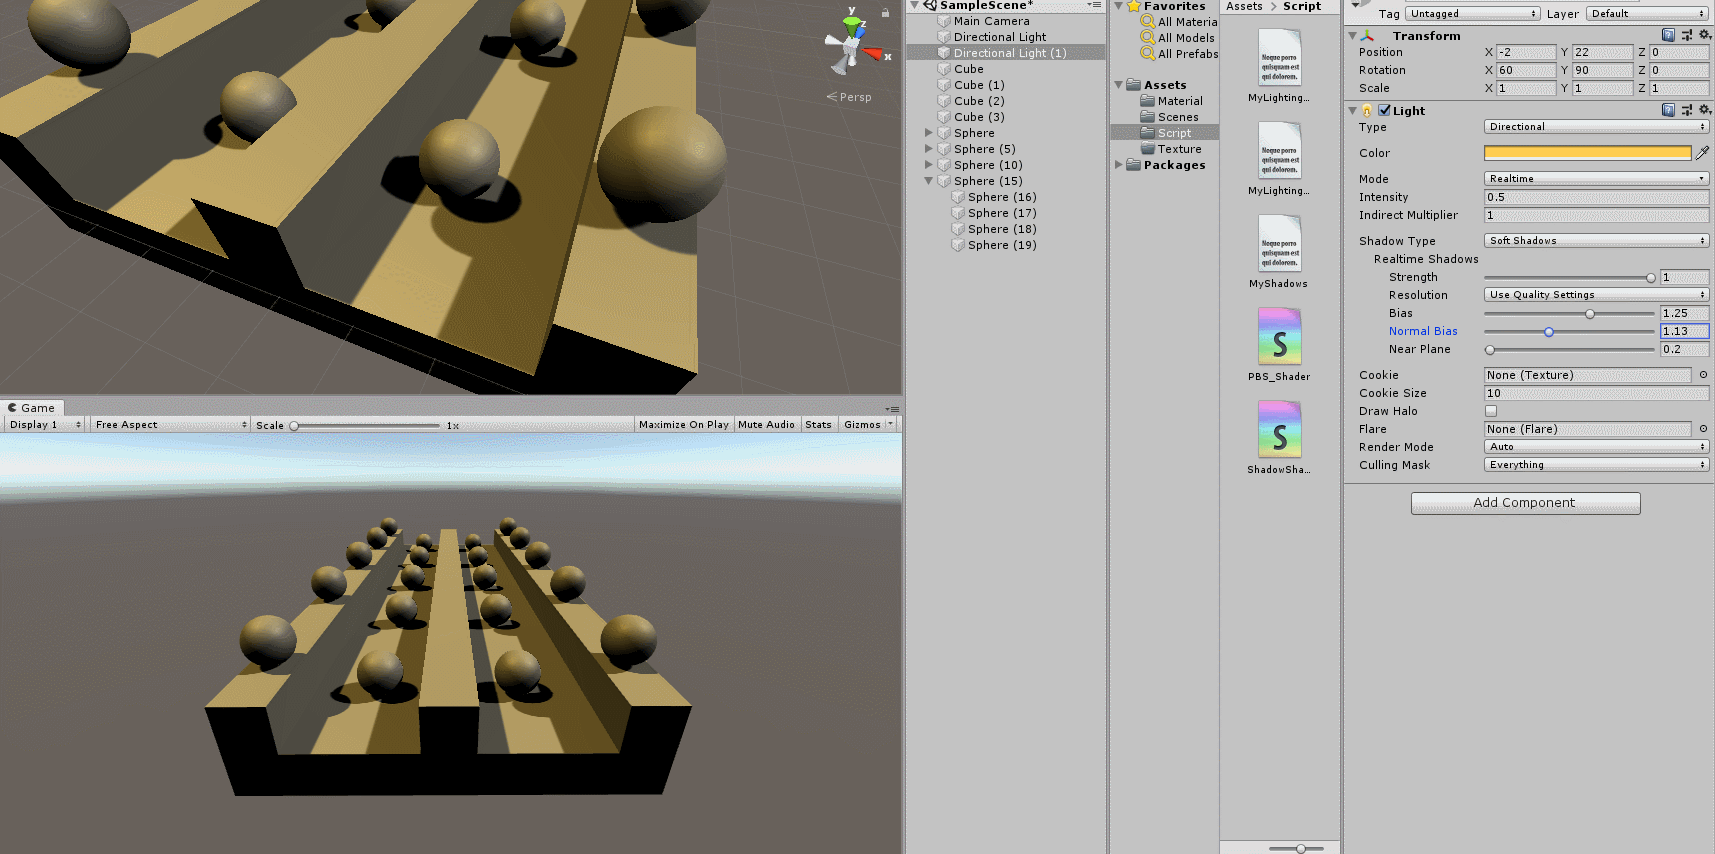 y
z
x
Persp
Game
Display 1
Free Aspect
Scale
1x
Maximize On Play
Mute Audio
Stats
Gizmos
SampleScene*
Main Camera
Directional Light
Directional Light (1)
Cube
Cube (1)
Cube (2)
Cube (3)
Sphere
Sphere (5)
Sphere (10)
Sphere (15)
Sphere (16)
Sphere (17)
Sphere (18)
Sphere (19)
Favorites
All Materia
All Models
All Prefabs
Assets
Material
Scenes
Script
Texture
Packages
Assets > Script
Neque porro
quisquam est
qui dolorem.
MyLighting...
Neque porro
quisquam est
qui dolorem.
MyLighting...
Neque porro
quisquam est
qui dolorem.
MyShadows
S
PBS_Shader
S
ShadowSha...
Tag Untagged Layer Default
Transform
Position X -2 Y 22 Z 0
Rotation X 60 Y 90 Z 0
Scale X 1 Y 1 Z 1
Light
Type Directional
Color
Mode Realtime
Intensity 0.5
Indirect Multiplier 1
Shadow Type Soft Shadows
Realtime Shadows
Strength 1
Resolution Use Quality Settings
Bias 1.25
Normal Bias 1.13
Near Plane 0.2
Cookie None (Texture)
Cookie Size 10
Draw Halo
Flare None (Flare)
Render Mode Auto
Culling Mask Everything
Add Component